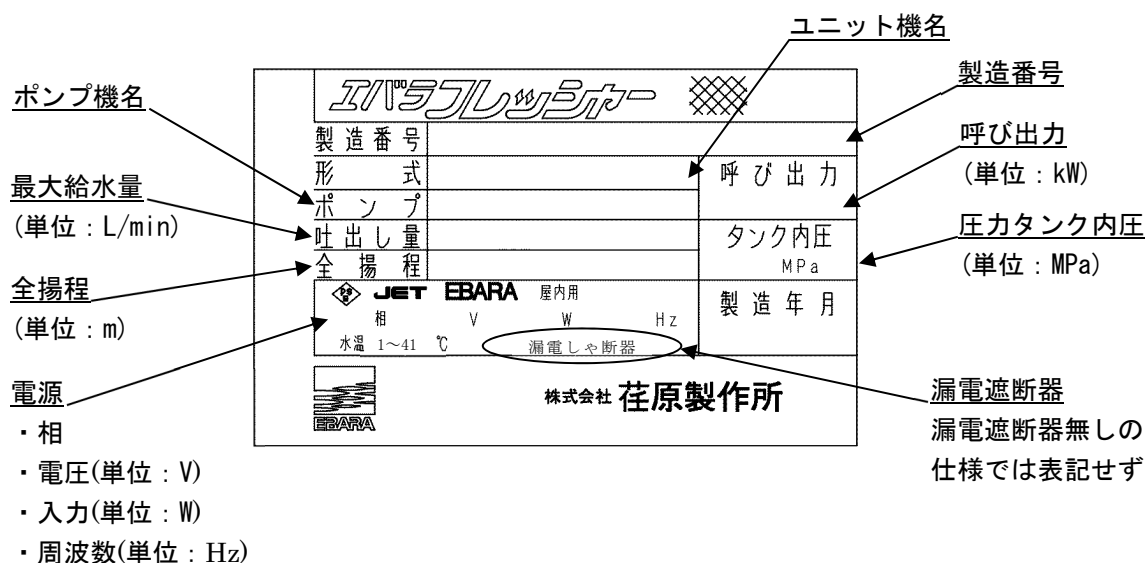 ユニット機名
ポンプ機名
最大給水量
(単位：L/min)
全揚程
(単位：m)
電源
・相
・電圧(単位：V)
・入力(単位：W)
・周波数(単位：Hz)
エバラフレッシャー
製造番号
形式
ポンプ
吐出し量
全揚程
呼び出力
タンク内圧
MPa
製造年月
PSE JET EBARA 屋内用
相 V W Hz
水温 1～41 ℃ 漏電しゃ断器
EBARA
株式会社 荏原製作所
製造番号
呼び出力
(単位：kW)
圧力タンク内圧
(単位：MPa)
漏電遮断器
漏電遮断器無しの
仕様では表記せず